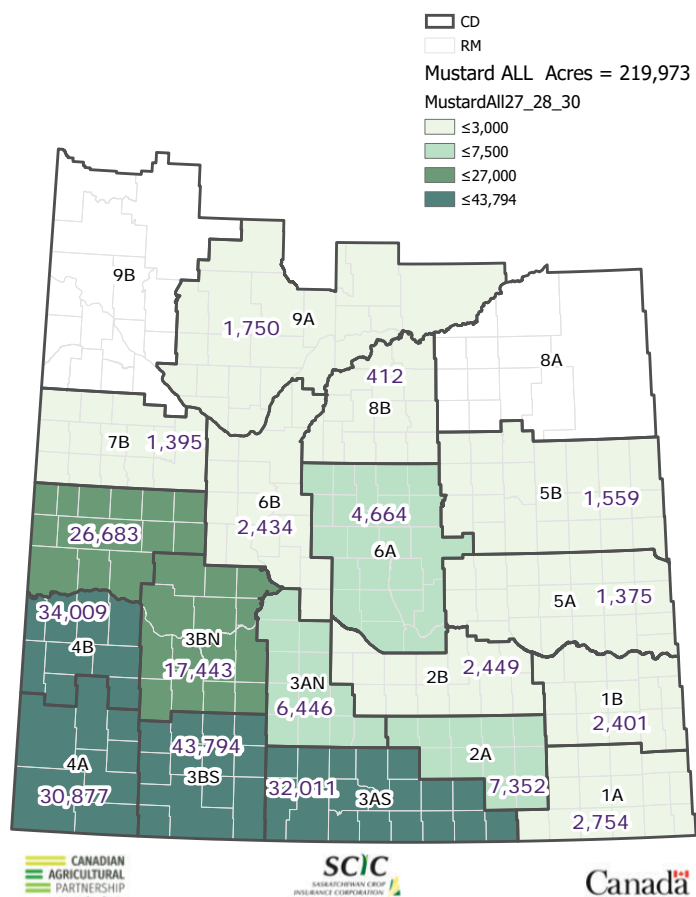 CD
RM
Mustard ALL Acres = 219,973
MustardAll27_28_30
≤3,000
≤7,500
≤27,000
≤43,794
9B
9A
1,750
8A
412
8B
7B 1,395
6B
2,434
4,664
6A
5B 1,559
26,683
5A 1,375
34,009
4B
3BN
17,443
3AN
6,446
2B 2,449
1B
2,401
43,794
3BS
4A
30,877
32,011
3AS
2A
7,352
1A
2,754
CANADIAN
AGRICULTURAL
PARTNERSHIP
SCIC
SASKATCHEWAN CROP
INSURANCE CORPORATION
Canada